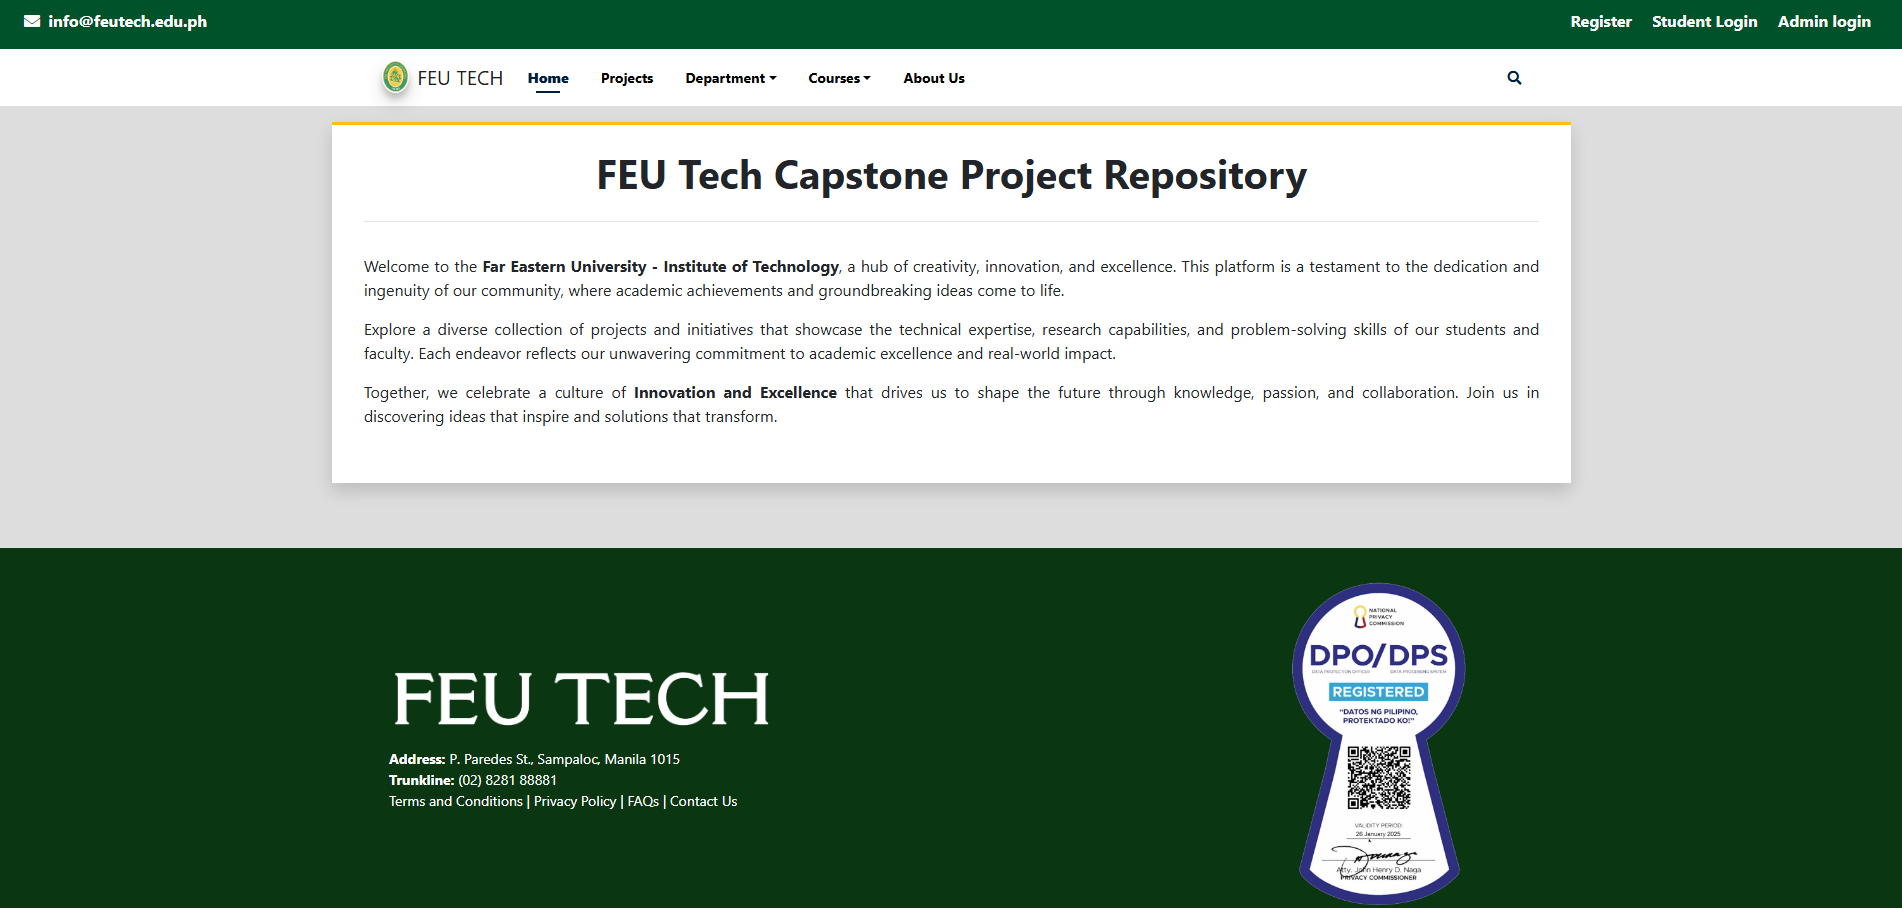 info@feutech.edu.ph
Register Student Login Admin login
FEU TECH Home Projects Department Courses About Us
FEU Tech Capstone Project Repository
Welcome to the Far Eastern University - Institute of Technology, a hub of creativity, innovation, and excellence. This platform is a testament to the dedication and
ingenuity of our community, where academic achievements and groundbreaking ideas come to life.
Explore a diverse collection of projects and initiatives that showcase the technical expertise, research capabilities, and problem-solving skills of our students and
faculty. Each endeavor reflects our unwavering commitment to academic excellence and real-world impact.
Together, we celebrate a culture of Innovation and Excellence that drives us to shape the future through knowledge, passion, and collaboration. Join us in
discovering ideas that inspire and solutions that transform.
FEU TECH
Address: P. Paredes St., Sampaloc, Manila 1015
Trunkline: (02) 8281 88881
Terms and Conditions | Privacy Policy | FAQs | Contact Us
NATIONAL
PRIVACY
COMMISSION
DPO/DPS
DATA PROTECTION OFFICER DATA PROCESSING SYSTEM
REGISTERED
"DATOS NG PILIPINO,
PROTEKTADO KO!"
VALIDITY PERIOD:
26 January 2025
Atty. John Henry D. Naga
PRIVACY COMMISSIONER